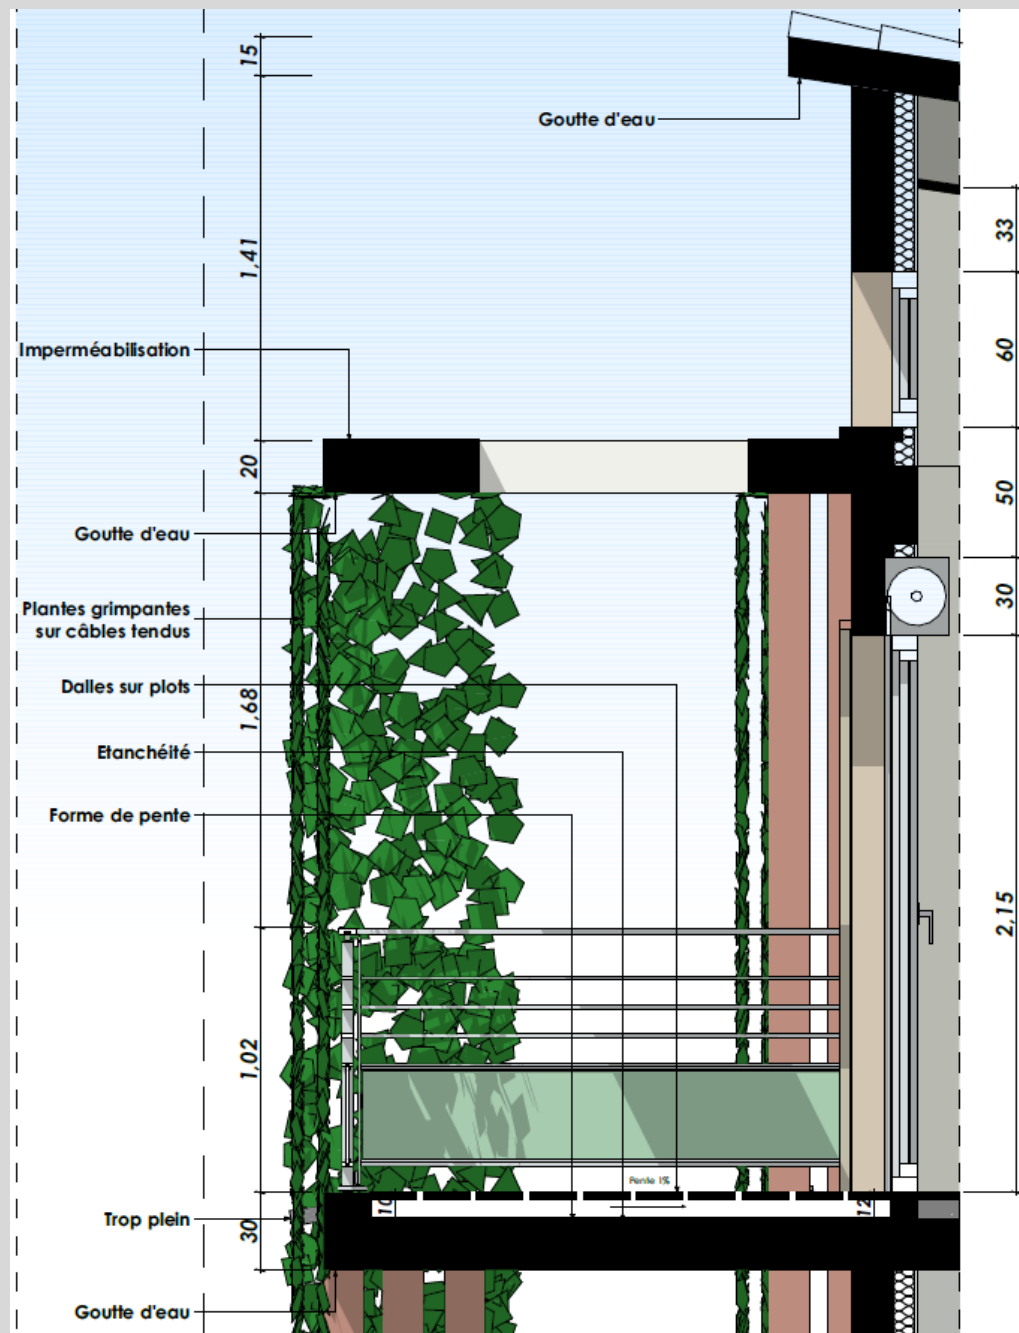 15
Goutte d'eau
33
1,41
Imperméabilisation
60
20
50
Goutte d'eau
30
Plantes grimpantes
sur câbles tendus
Dalles sur plots
1,68
Etanchéité
Forme de pente
2,15
1,02
Pente 1%
10
12
Trop plein
30
Goutte d'eau